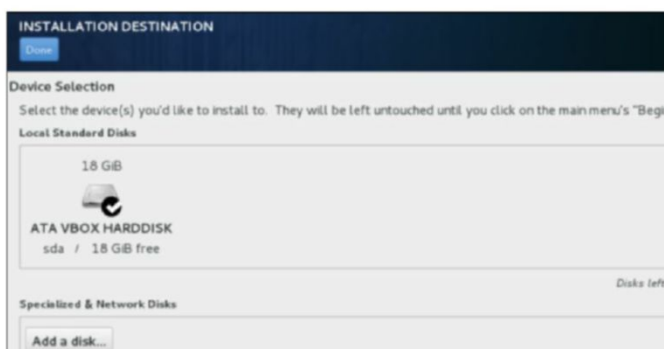 INSTALLATION DESTINATION
Done
Device Selection
Select the device(s) you'd like to install to. They will be left untouched until you click on the main menu's "Begi
Local Standard Disks
18 GiB
ATA VBOX HARDDISK
sda / 18 GiB free
Disks left
Specialized & Network Disks
Add a disk...